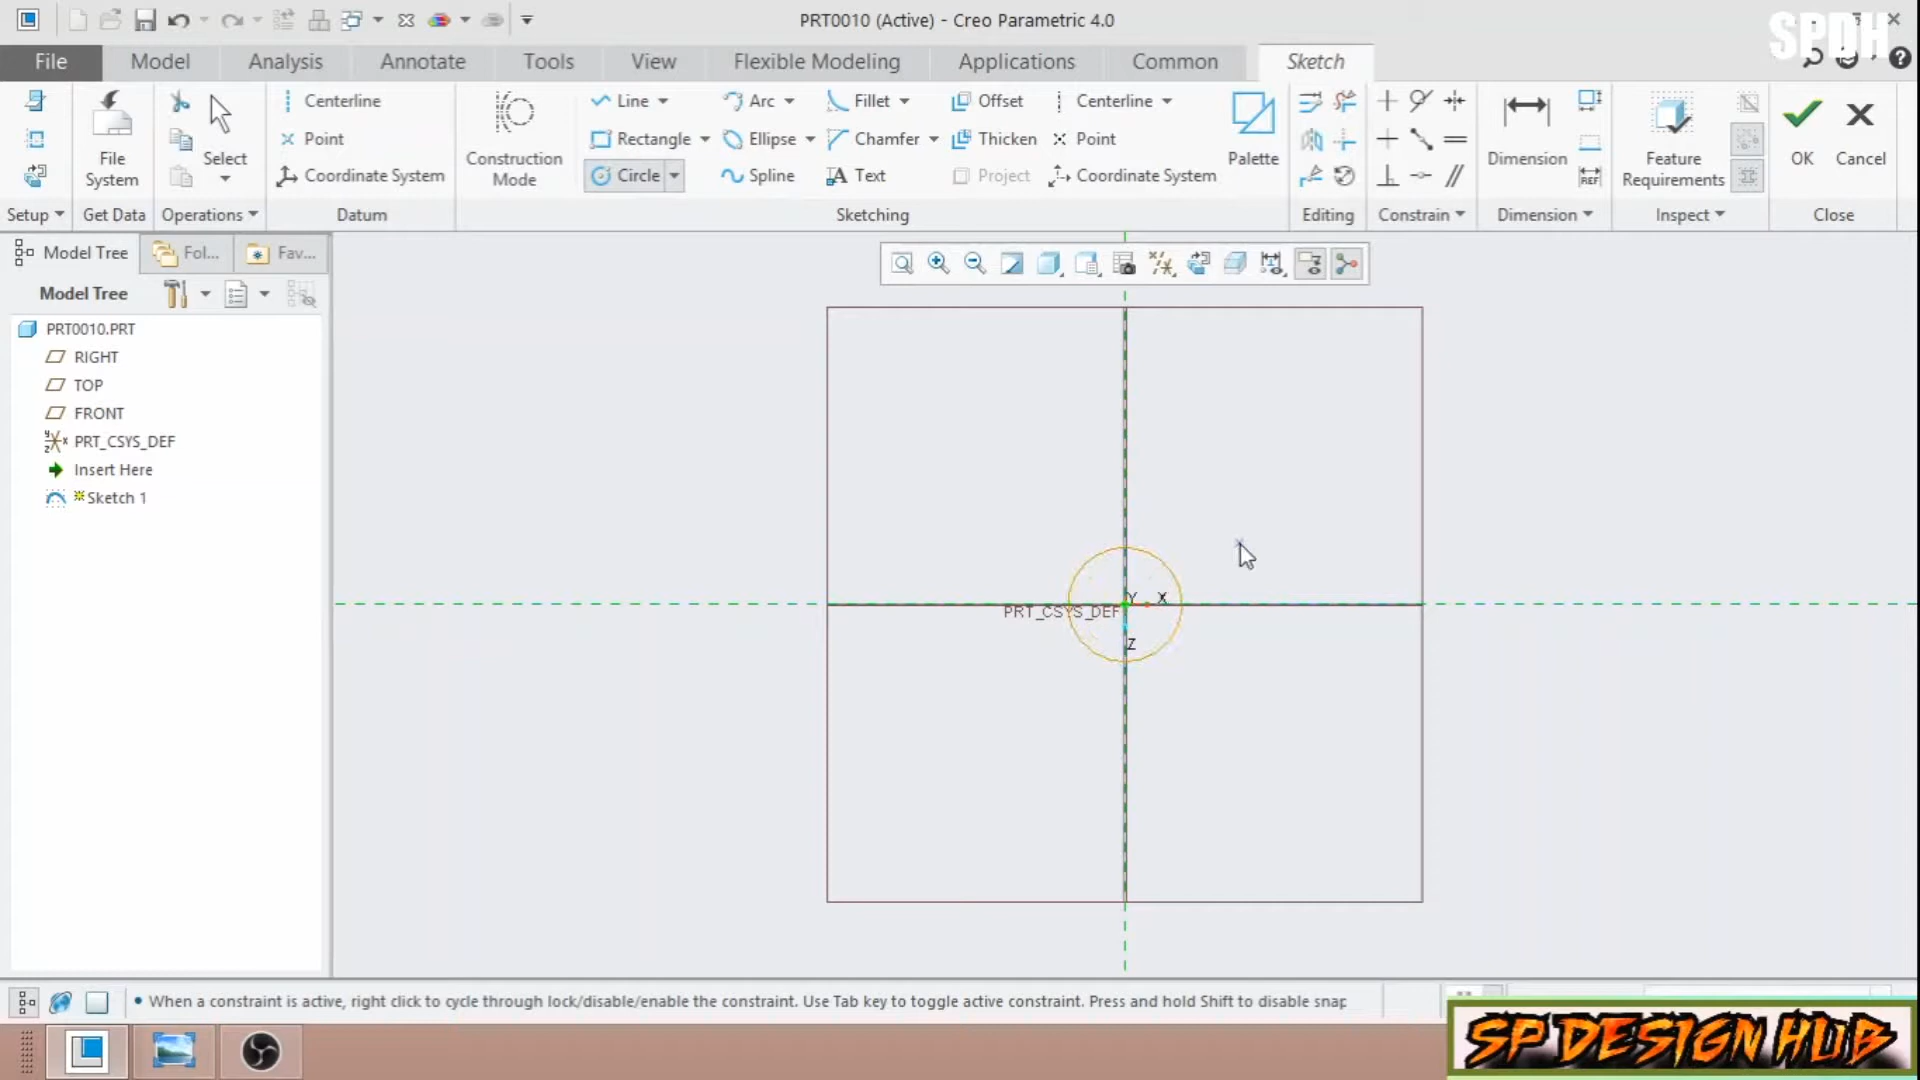 PRT0010 (Active) - Creo Parametric 4.0
SPDH
File Model Analysis Annotate Tools View Flexible Modeling Applications Common Sketch
Centerline Line Arc Fillet Offset Centerline
Point Rectangle Ellipse Chamfer Thicken Point
Coordinate System Circle Spline Text Project Coordinate System
File System
Select
Construction Mode
Palette
Dimension
REF
Feature Requirements
OK
Cancel
Setup Get Data Operations Datum Sketching Editing Constrain Dimension Inspect Close
Model Tree Fol... Fav...
Model Tree
PRT0010.PRT
RIGHT
TOP
FRONT
PRT_CSYS_DEF
Insert Here
Sketch 1
Y X
PRT_CSYS_DEF
Z
• When a constraint is active, right click to cycle through lock/disable/enable the constraint. Use Tab key to toggle active constraint. Press and hold Shift to disable snap
SP DESIGN HUB